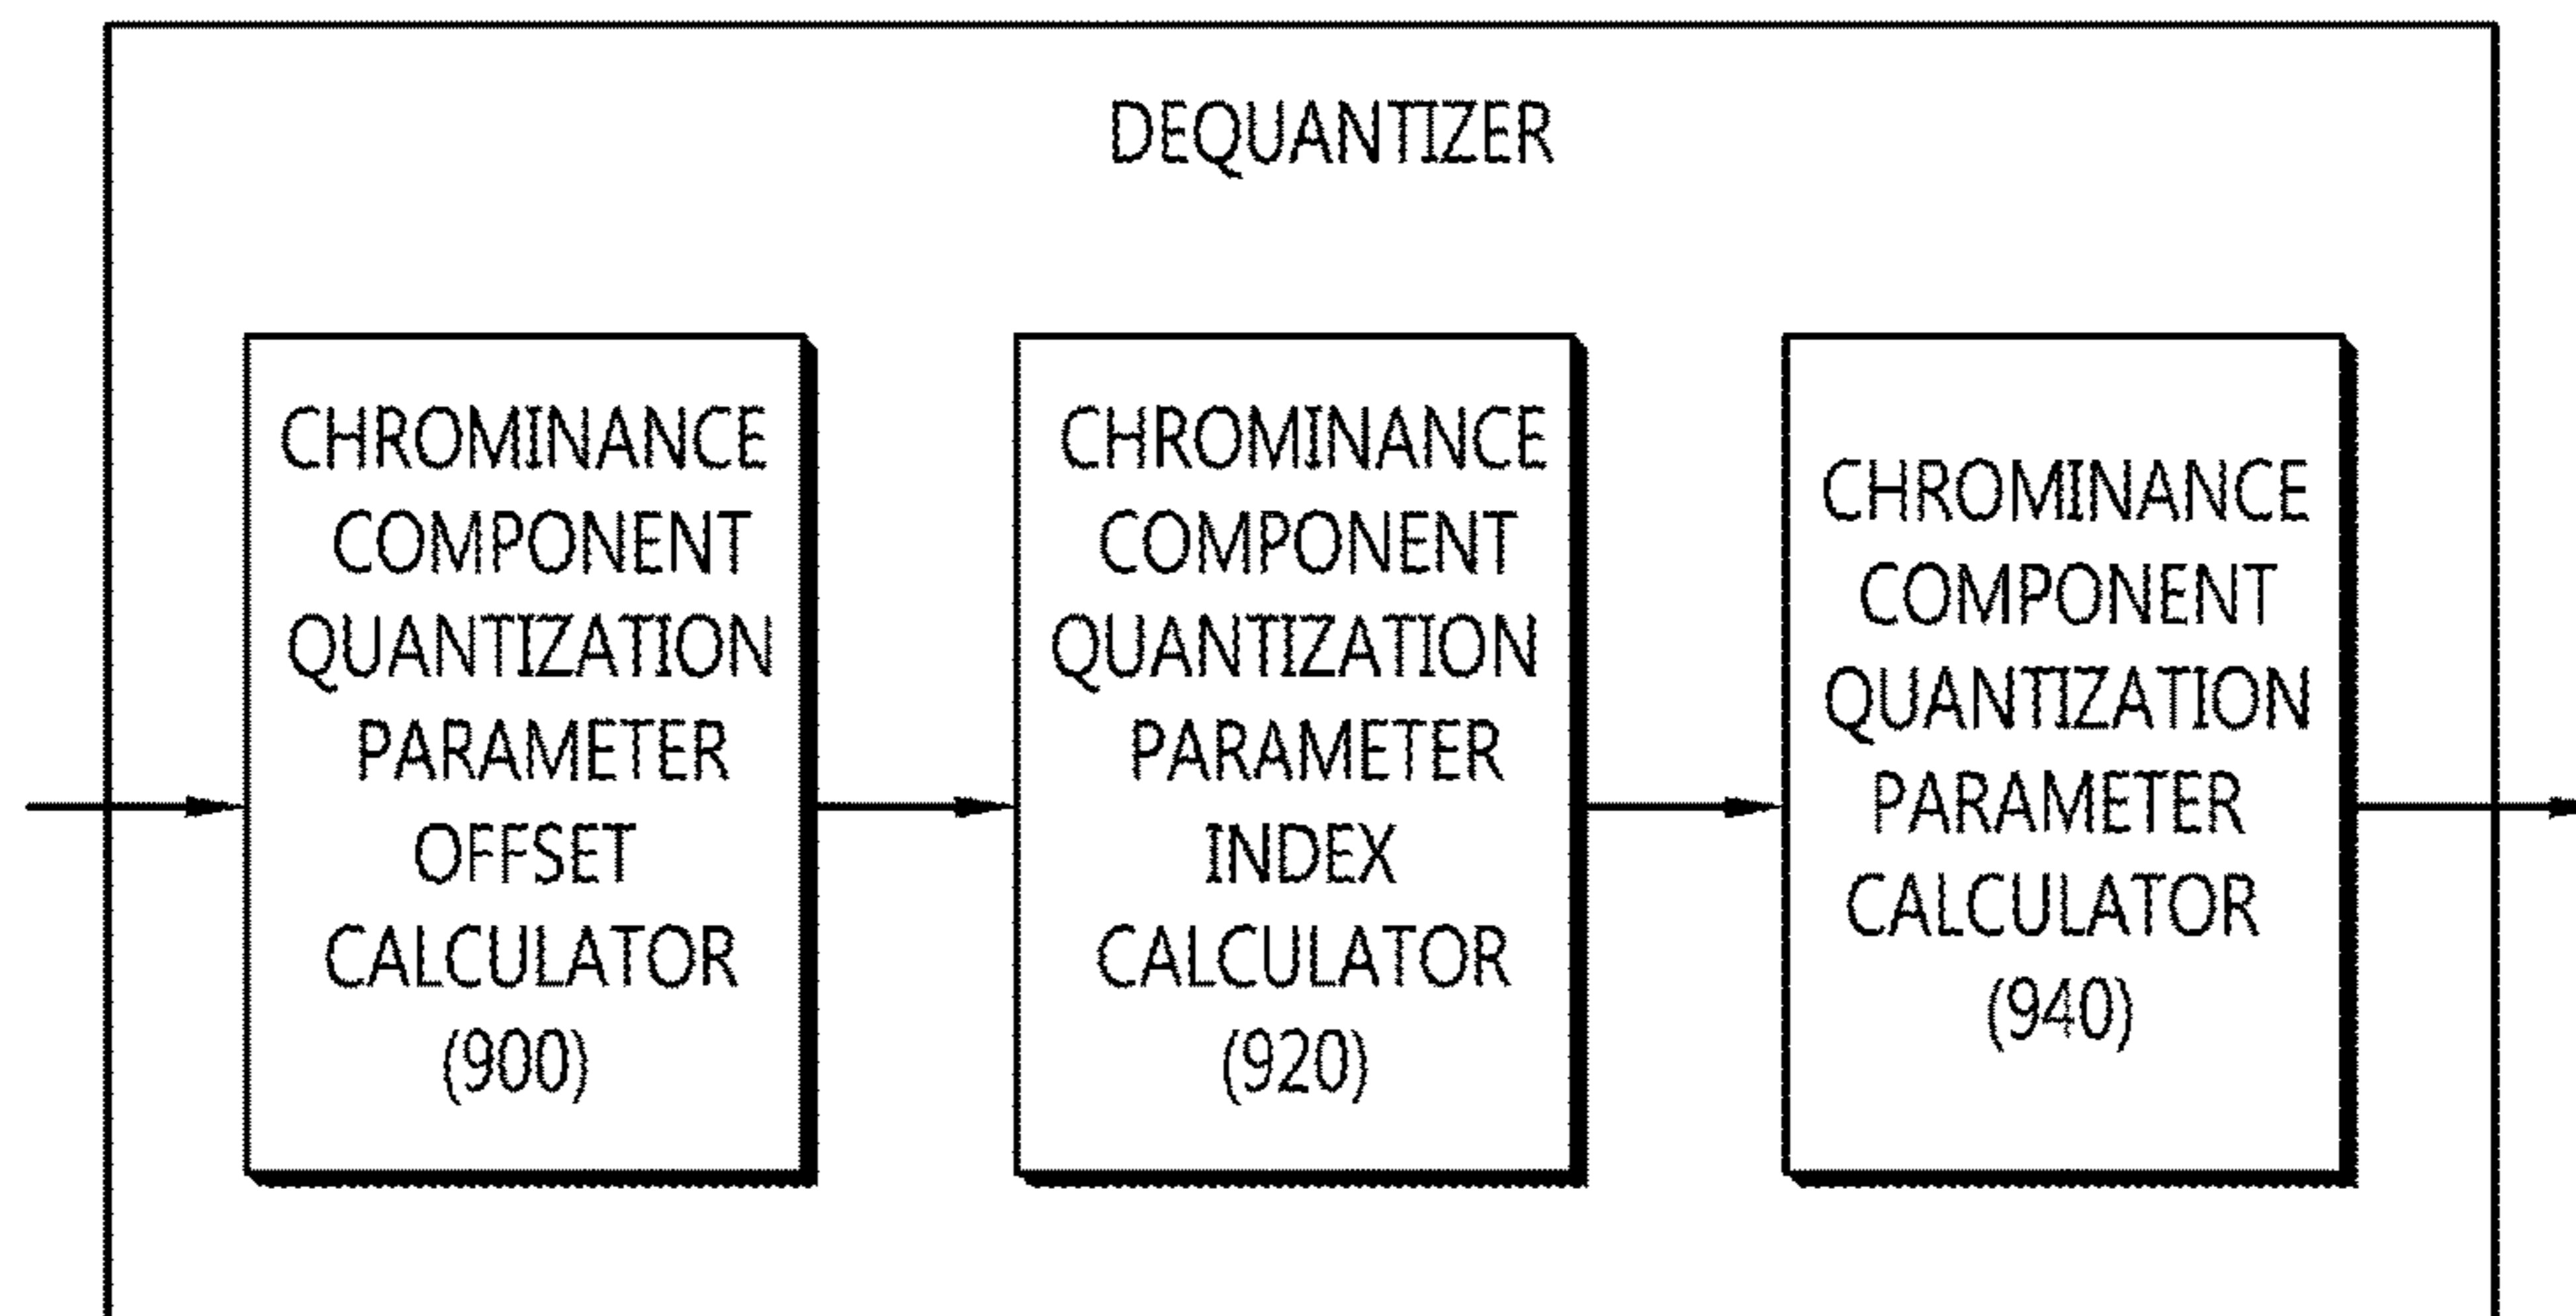 DEQUANTIZER
CHROMINANCE
COMPONENT
QUANTIZATION
PARAMETER
OFFSET
CALCULATOR
(900)
CHROMINANCE
COMPONENT
QUANTIZATION
PARAMETER
INDEX
CALCULATOR
(920)
CHROMINANCE
COMPONENT
QUANTIZATION
PARAMETER
CALCULATOR
(940)